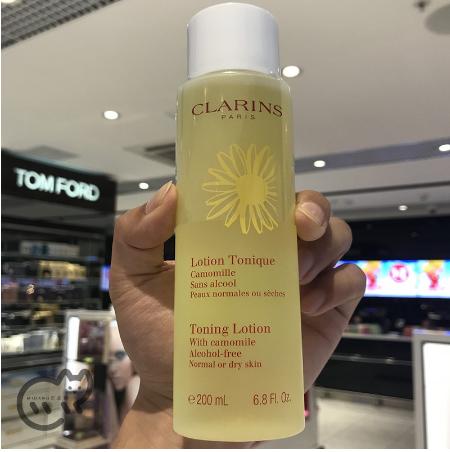 CLARINS
PARIS
TOM FORD
Lotion Tonique
Camomille
Sans alcool
Peaux normales ou sèches
Toning Lotion
With camomile
Alcohol-free
Normal or dry skin
e 200 mL 6.8 Fl. Oz.